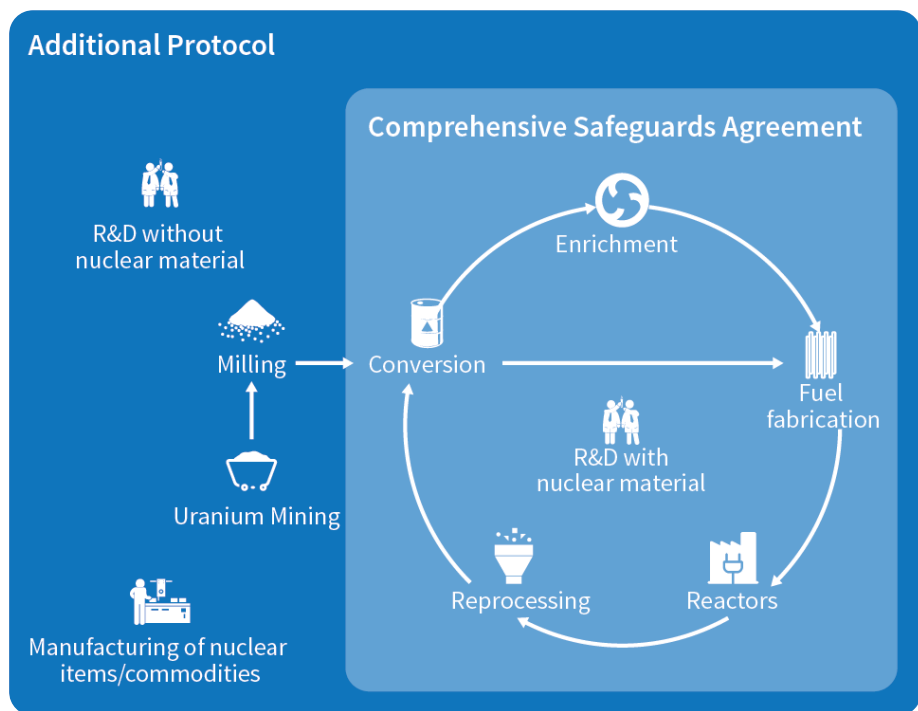 Additional Protocol
Comprehensive Safeguards Agreement
R&D without
nuclear material
Enrichment
Milling
Conversion
Fuel
fabrication
R&D with
nuclear material
Uranium Mining
Reprocessing
Reactors
Manufacturing of nuclear
items/commodities